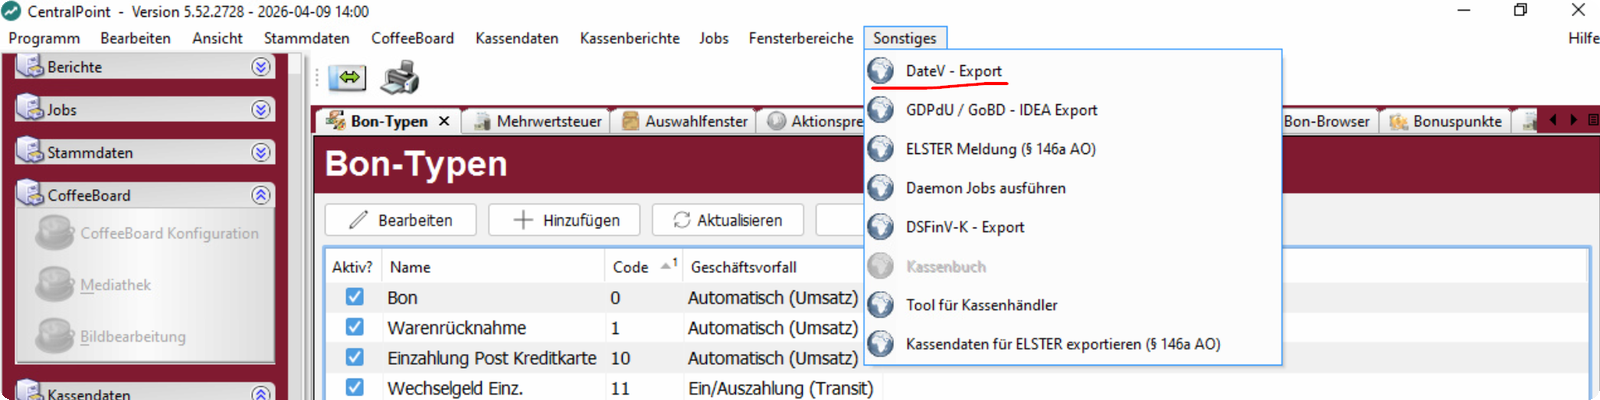 CentralPoint - Version 5.52.2728 - 2026-04-09 14:00
Programm Bearbeiten Ansicht Stammdaten CoffeeBoard Kassendaten Kassenberichte Jobs Fensterbereiche Sonstiges Hilfe
Berichte
Jobs
Stammdaten
CoffeeBoard
CoffeeBoard Konfiguration
Mediathek
Bildbearbeitung
Kassendaten
DateV - Export
GDPdU / GoBD - IDEA Export
ELSTER Meldung (§ 146a AO)
Daemon Jobs ausführen
DSFinV-K - Export
Kassenbuch
Tool für Kassenhändler
Kassendaten für ELSTER exportieren (§ 146a AO)
Bon-Typen Mehrwertsteuer Auswahlfenster Aktionspre Bon-Browser Bonuspunkte
Bon-Typen
Bearbeiten Hinzufügen Aktualisieren
Aktiv? Name Code 1 Geschäftsvorfall
Bon 0 Automatisch (Umsatz)
Warenrücknahme 1 Automatisch (Umsatz)
Einzahlung Post Kreditkarte 10 Automatisch (Umsatz)
Wechselgeld Einz. 11 Ein/Auszahlung (Transit)